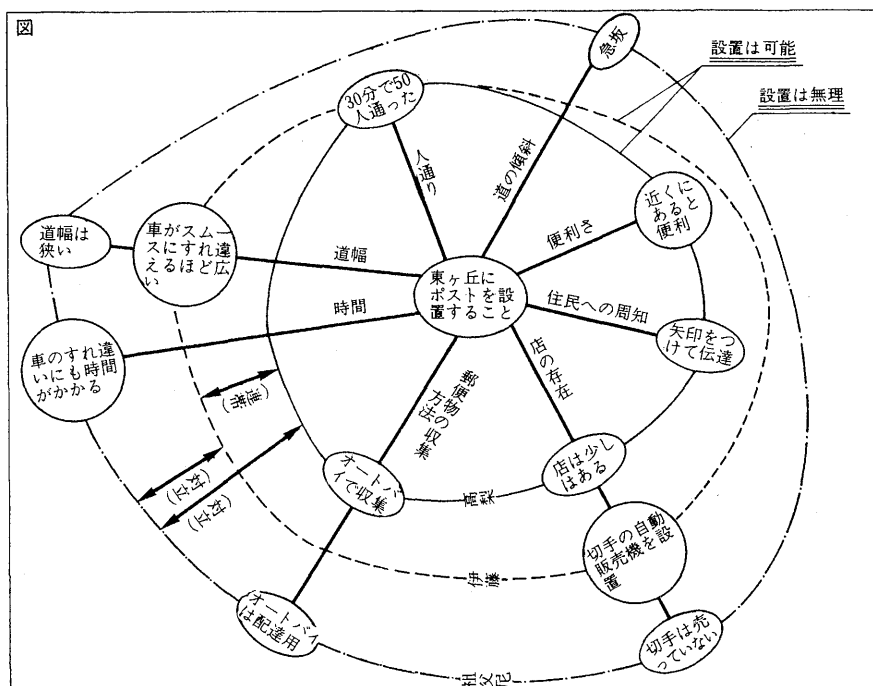 図
急坂
設置は可能
設置は無理
30分で50
人通った
人通り
道の傾斜
近くに
あると
便利
便利さ
道幅は
狭い
車がスムー
スにすれ違
えるほど広
い
道幅
東ヶ丘に
ポストを設
置すること
住民への周知
矢印をつ
けて伝達
時間
車のすれ違
いにも時間
がかかる
店の存在
郵便物の
方法収集
(連帯)
(対立)
(対立)
オートバ
イで収集
高梨
店は少し
はある
切手の自動
販売機を設
置
伊藤
オートバイ
は配達用
切手は売
っていない
祖父尼